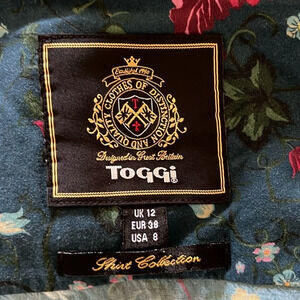 Established 1990
AND QUALITY CLOTHES OF DISTINCTION
T
T
Designed in Great Britain
ToGGi
UK 12
EUR 38
USA 8
Shirt Collection